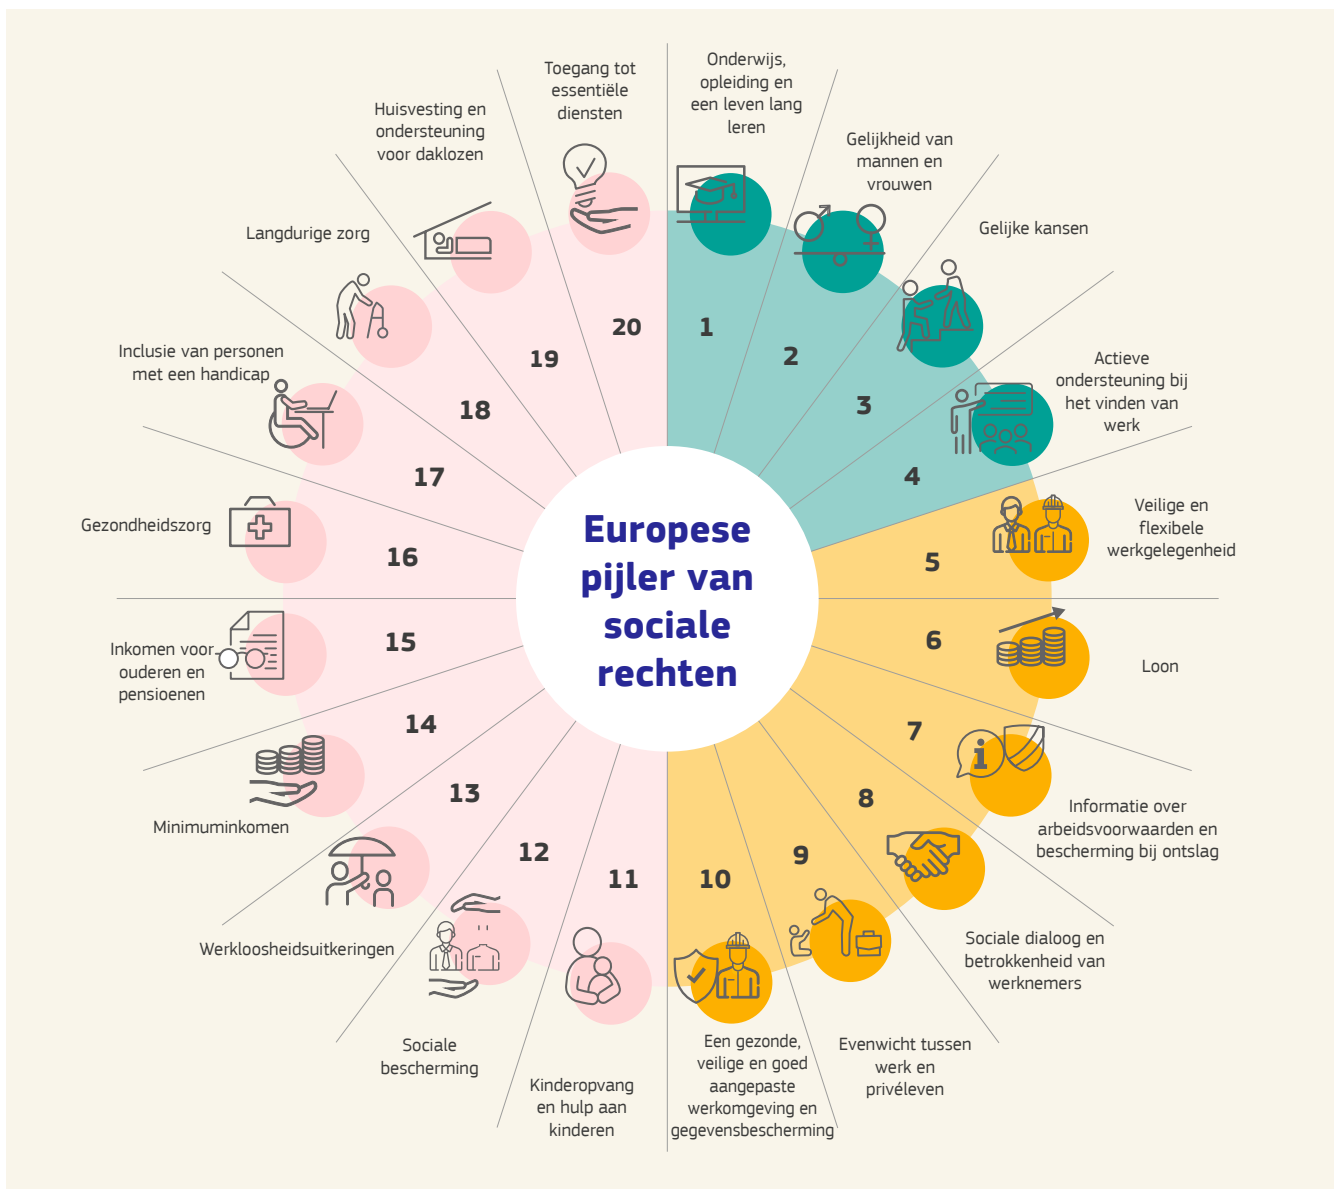 Europese
pijler van
sociale
rechten
1
Onderwijs,
opleiding en
een leven lang
leren
2
Gelijkheid van
mannen en
vrouwen
3
Gelijke kansen
4
Actieve
ondersteuning bij
het vinden van
werk
5
Veilige en
flexibele
werkgelegenheid
6
Loon
7
Informatie over
arbeidsvoorwaarden en
bescherming bij ontslag
8
Sociale dialoog en
betrokkenheid van
werknemers
9
Evenwicht tussen
werk en
privéleven
10
Een gezonde,
veilige en goed
aangepaste
werkomgeving en
gegevensbescherming
11
Kinderopvang
en hulp aan
kinderen
12
Sociale
bescherming
13
Werkloosheidsuitkeringen
14
Minimuminkomen
15
Inkomen voor
ouderen en
pensioenen
16
Gezondheidszorg
17
Inclusie van personen
met een handicap
18
Langdurige zorg
19
Huisvesting en
ondersteuning
voor daklozen
20
Toegang tot
essentiële
diensten
i